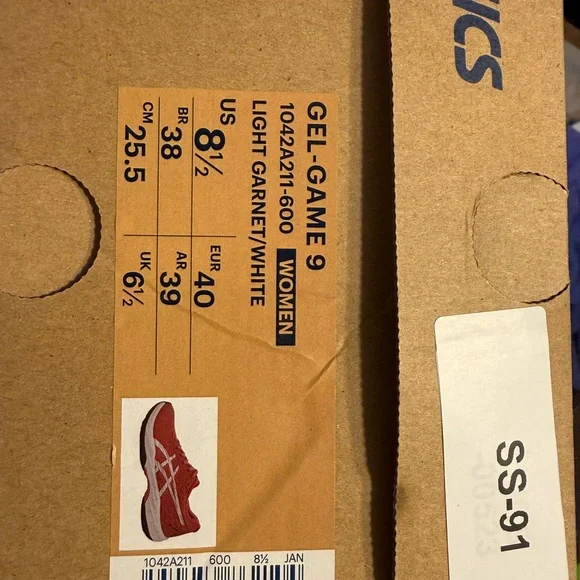 ICS
GEL-GAME 9
1042A211-600 WOMEN
LIGHT GARNET/WHITE
US 8½ EUR 40
BR 38 AR 39
CM 25.5 UK 6½
1042A211 600 8½ JAN
SS-91